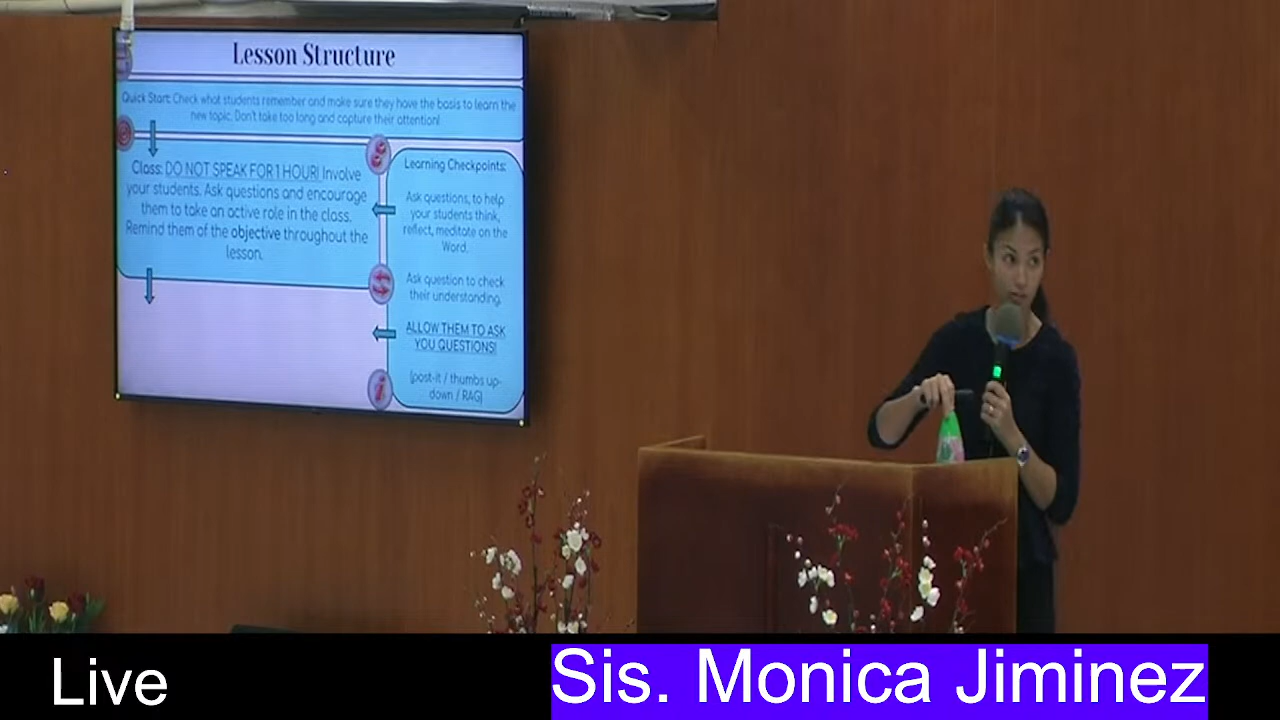 Lesson Structure
Quick Start: Check what students remember and make sure they have the basis to learn the
new topic. Don't take too long and capture their attention!
Class: DO NOT SPEAK FOR 1 HOUR! Involve
your students. Ask questions and encourage
them to take an active role in the class.
Remind them of the objective throughout the
lesson.
Learning Checkpoints:
Ask questions, to help
your students think,
reflect, meditate on the
Word.
Ask question to check
their understanding.
ALLOW THEM TO ASK
YOU QUESTIONS!
(post-it / thumbs up-
down / RAG)
Live
Sis. Monica Jiminez